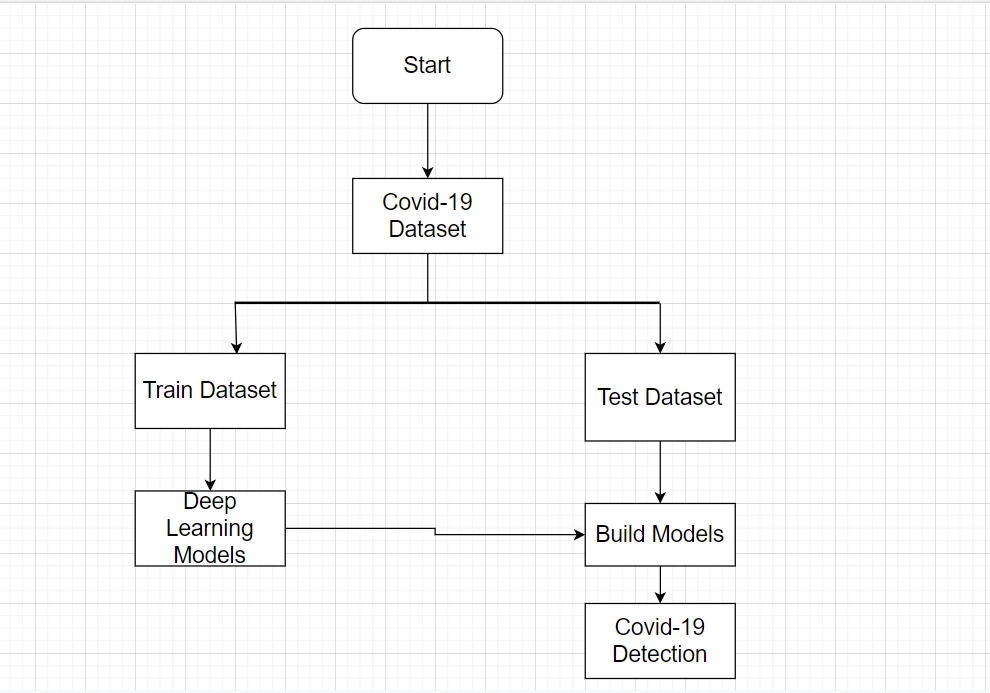 Start
Covid-19
Dataset
Train Dataset
Test Dataset
Deep
Learning
Models
Build Models
Covid-19
Detection